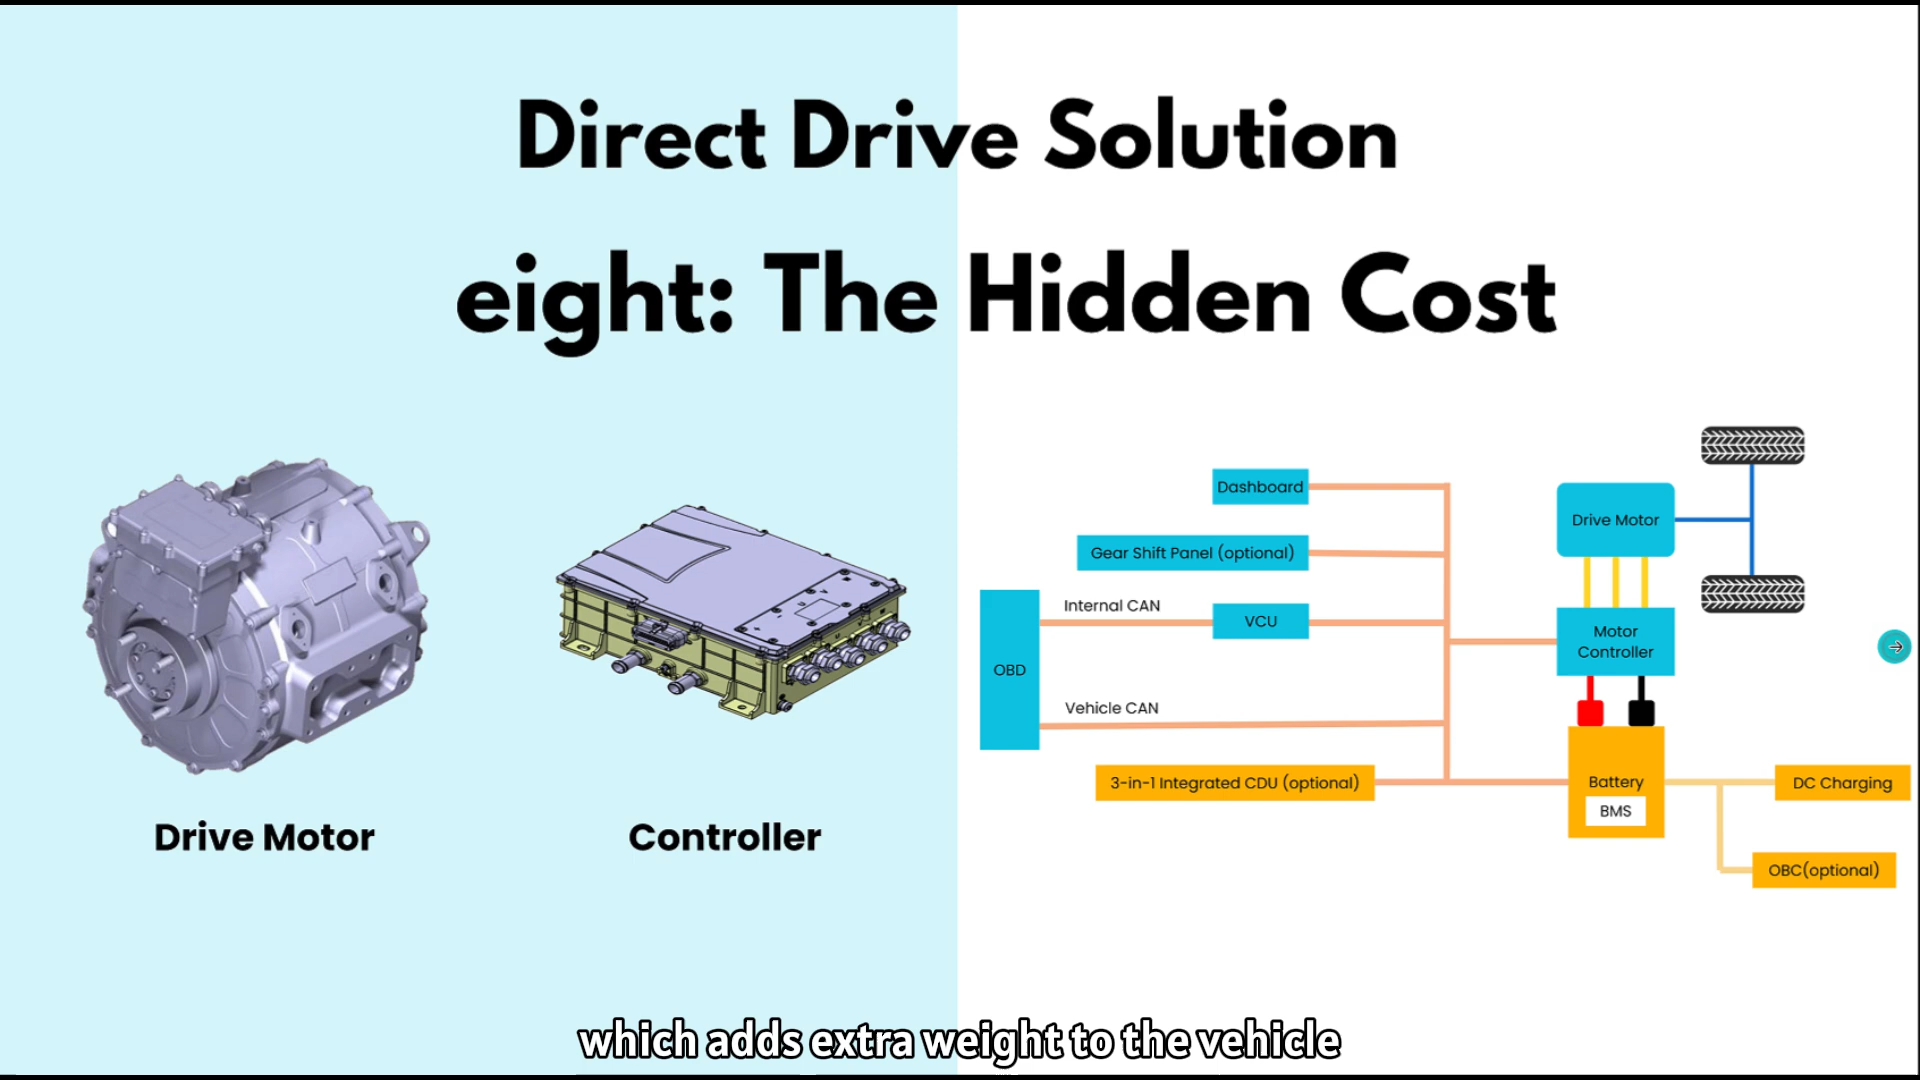 Direct Drive Solution
eight: The Hidden Cost
Drive Motor
Controller
Dashboard
Gear Shift Panel (optional)
Internal CAN
VCU
OBD
Vehicle CAN
3-in-1 Integrated CDU (optional)
Drive Motor
Motor
Controller
Battery
BMS
DC Charging
OBC(optional)
which adds extra weight to the vehicle